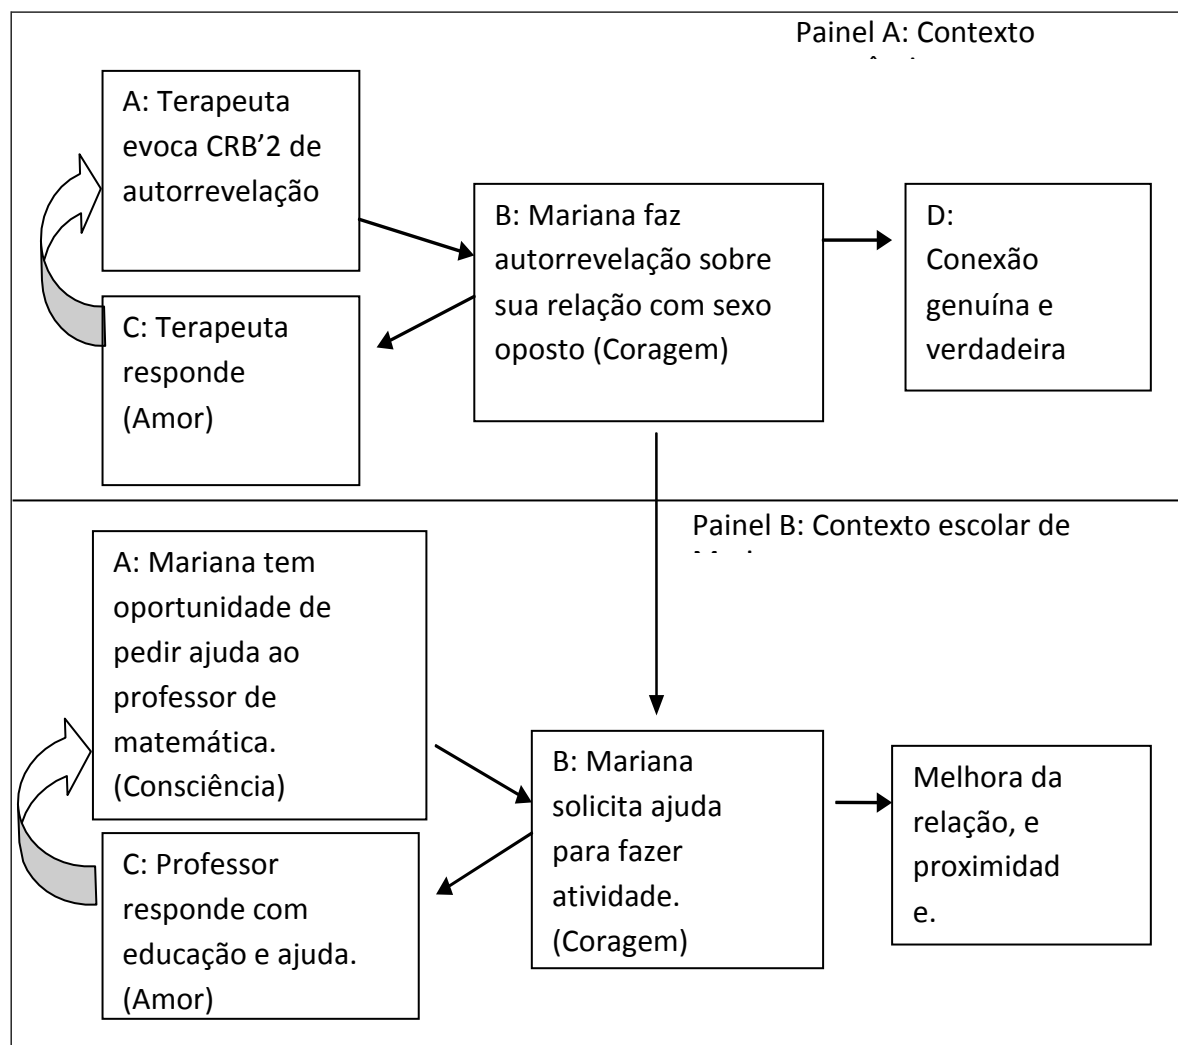 Painel A: Contexto
A: Terapeuta
evoca CRB’2 de
autorrevelação
B: Mariana faz
autorrevelação sobre
sua relação com sexo
oposto (Coragem)
D:
Conexão
genuína e
verdadeira
C: Terapeuta
responde
(Amor)
Painel B: Contexto escolar de
A: Mariana tem
oportunidade de
pedir ajuda ao
professor de
matemática.
(Consciência)
B: Mariana
solicita ajuda
para fazer
atividade.
(Coragem)
Melhora da
relação, e
proximidad
e.
C: Professor
responde com
educação e ajuda.
(Amor)